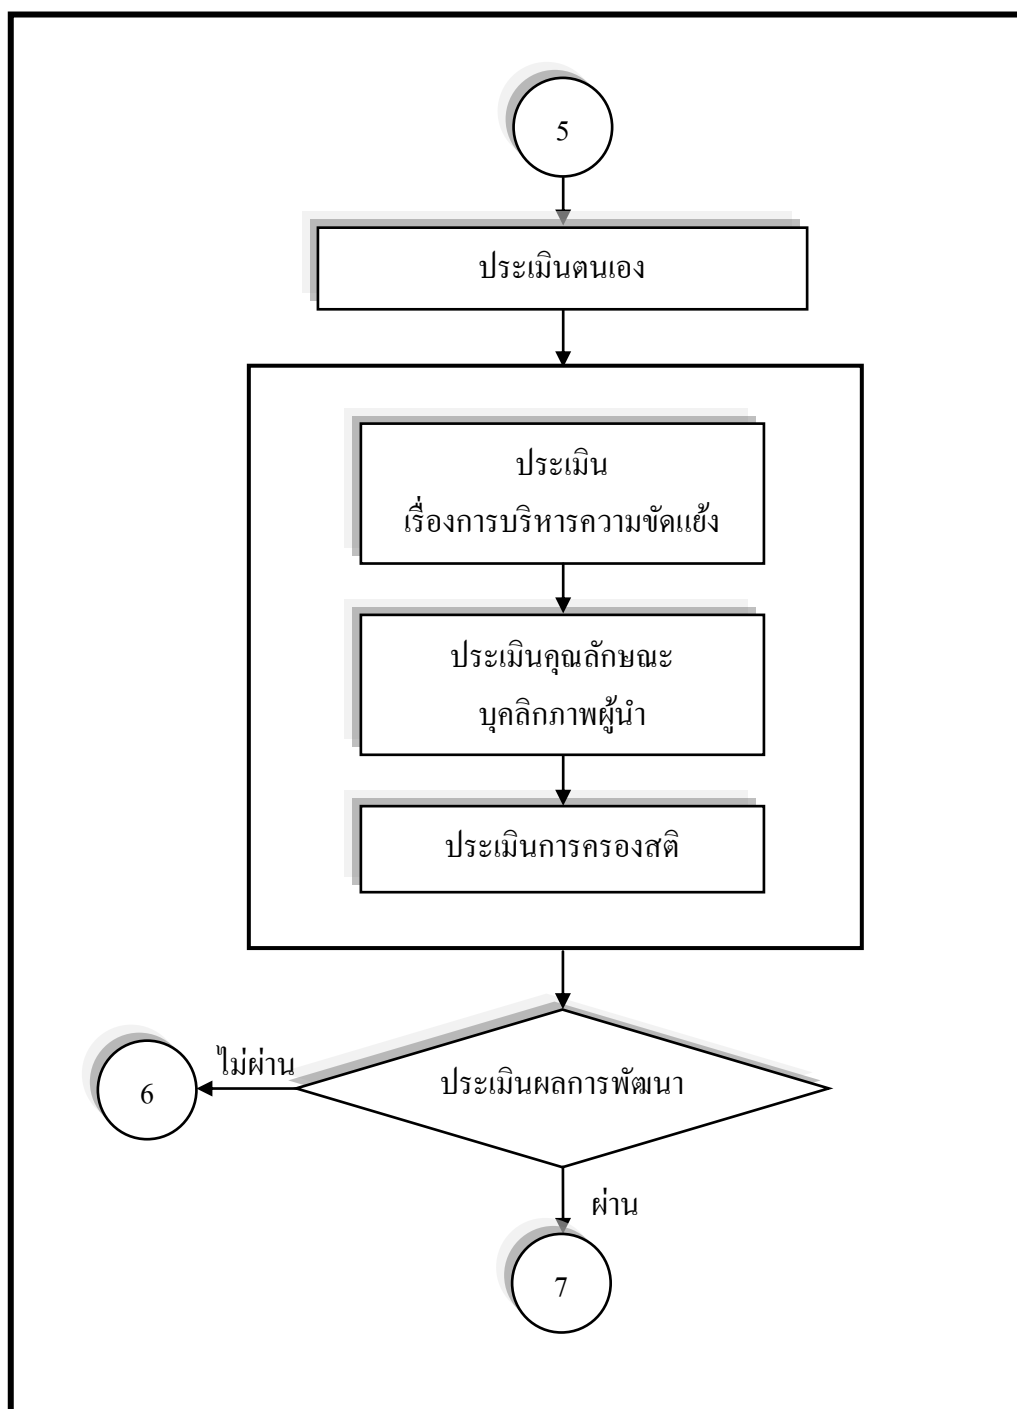 5
ประเมินตนเอง
ประเมิน
เรื่องการบริหารความขัดแย้ง
ประเมินคุณลักษณะ
บุคลิกภาพผู้นำ
ประเมินการครองสติ
ประเมินผลการพัฒนา
ไม่ผ่าน
6
ผ่าน
7